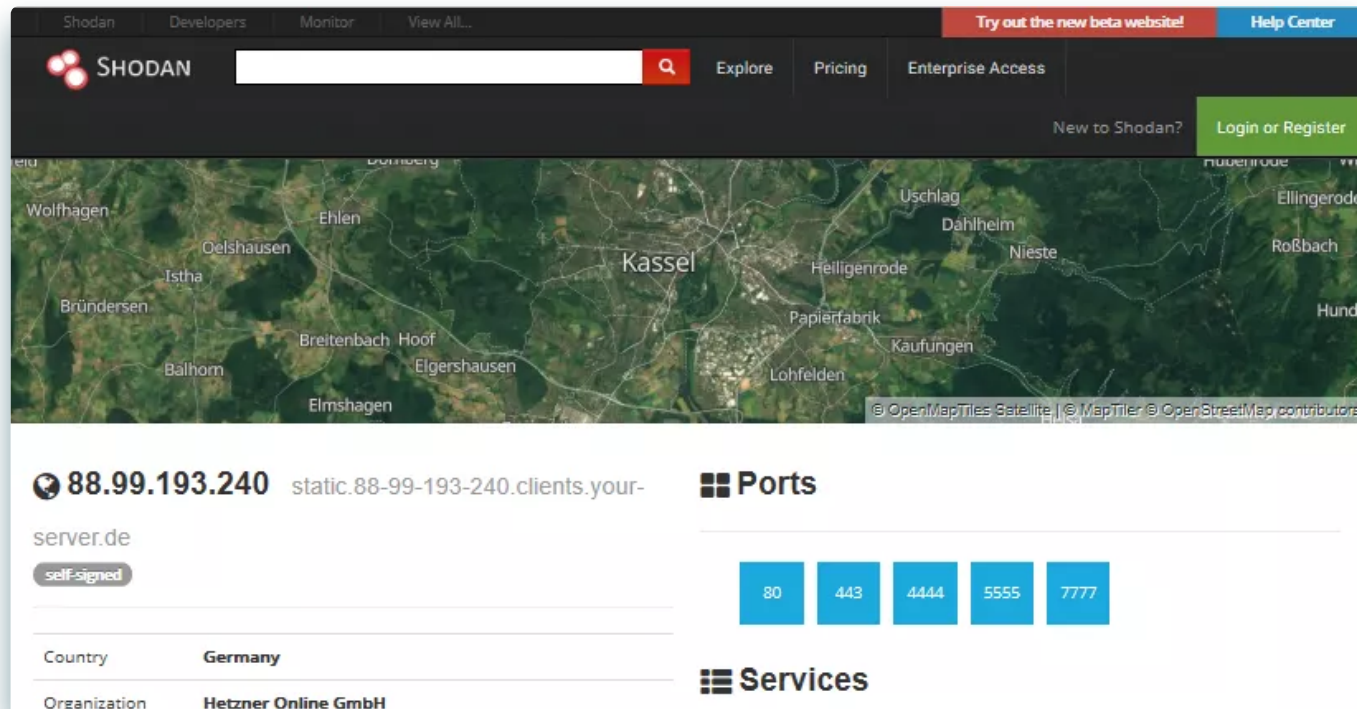 Shodan Developers Monitor View All... Try out the new beta website! Help Center
SHODAN Explore Pricing Enterprise Access
New to Shodan? Login or Register
Dornberg Hubenrode
Wolfhagen Ehlen Uschlag Ellingerode
Oelshausen Dahlheim
Kassel Nieste Roßbach
Istha Heiligenrode
Bründersen Papierfabrik Hund
Breitenbach Hoof Kaufungen
Balhorn Elgershausen Lohfelden
Elmshagen © OpenMapTiles Satellite | © MapTiler © OpenStreetMap contributors
88.99.193.240 static.88-99-193-240.clients.your-
server.de
self-signed
Country Germany
Organization Hetzner Online GmbH
Ports
80 443 4444 5555 7777
Services